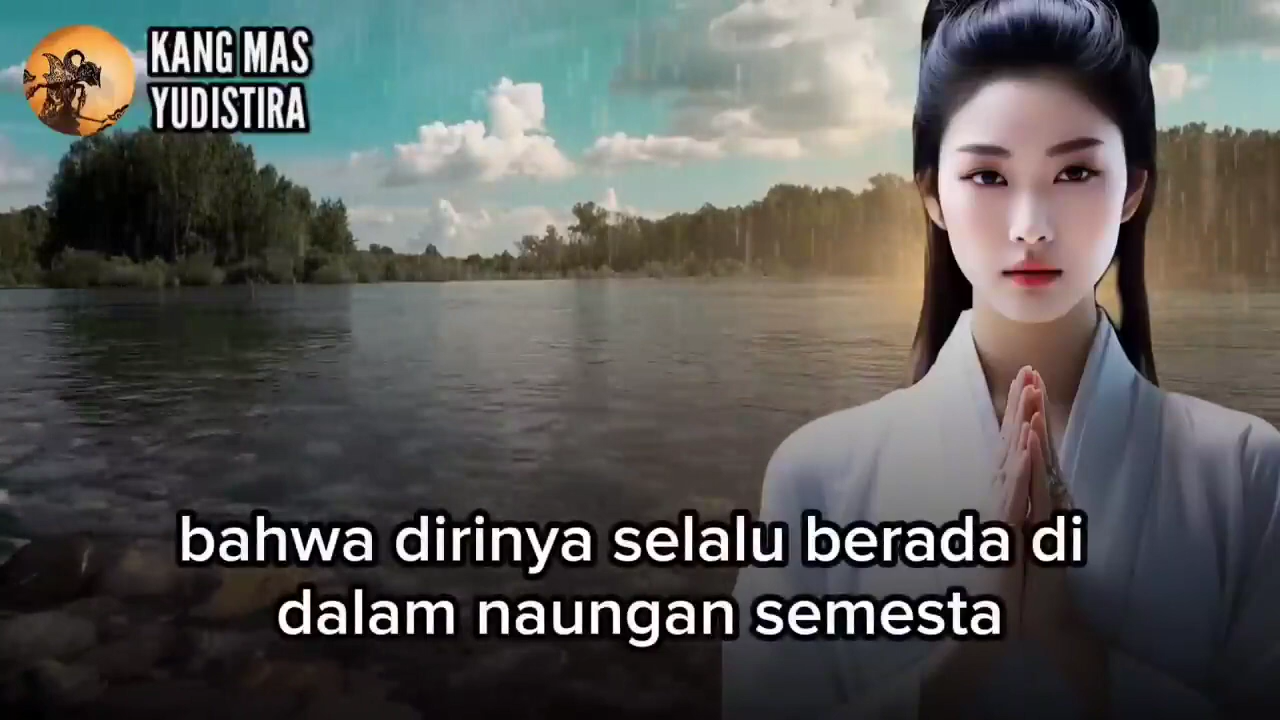 KANG MAS
YUDISTIRA
bahwa dirinya selalu berada di
dalam naungan semesta